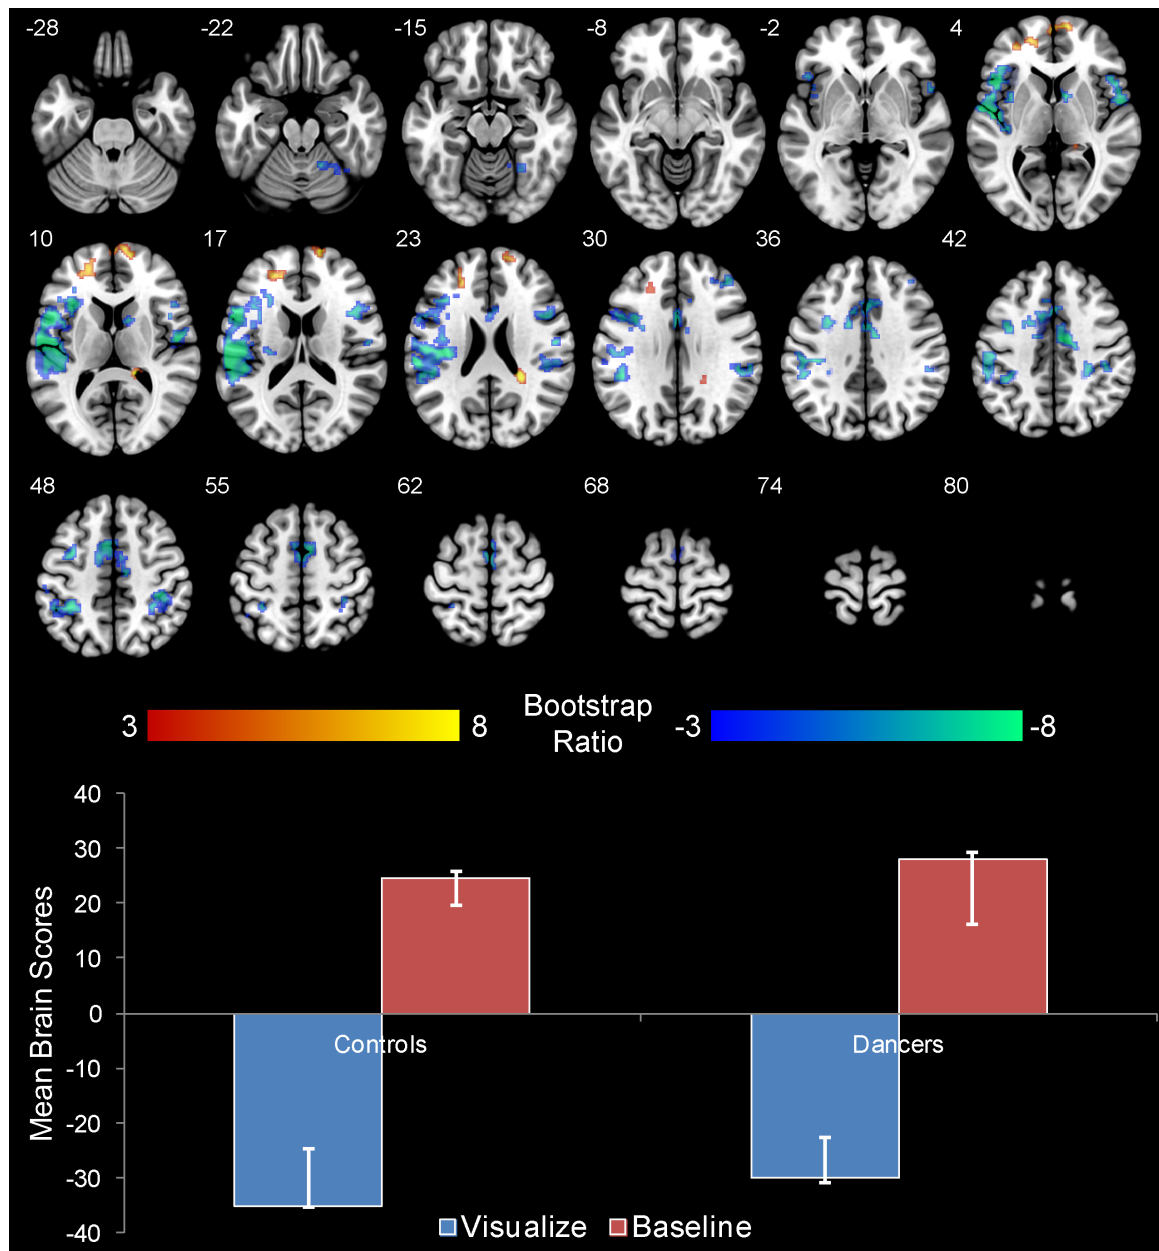 -28 -22 -15 -8 -2 4
10 17 23 30 36 42
48 55 62 68 74 80
3 8 Bootstrap Ratio -3 -8
40
30
20
10
0
-10
-20
-30
-40
Mean Brain Scores
Controls Dancers
Visualize Baseline